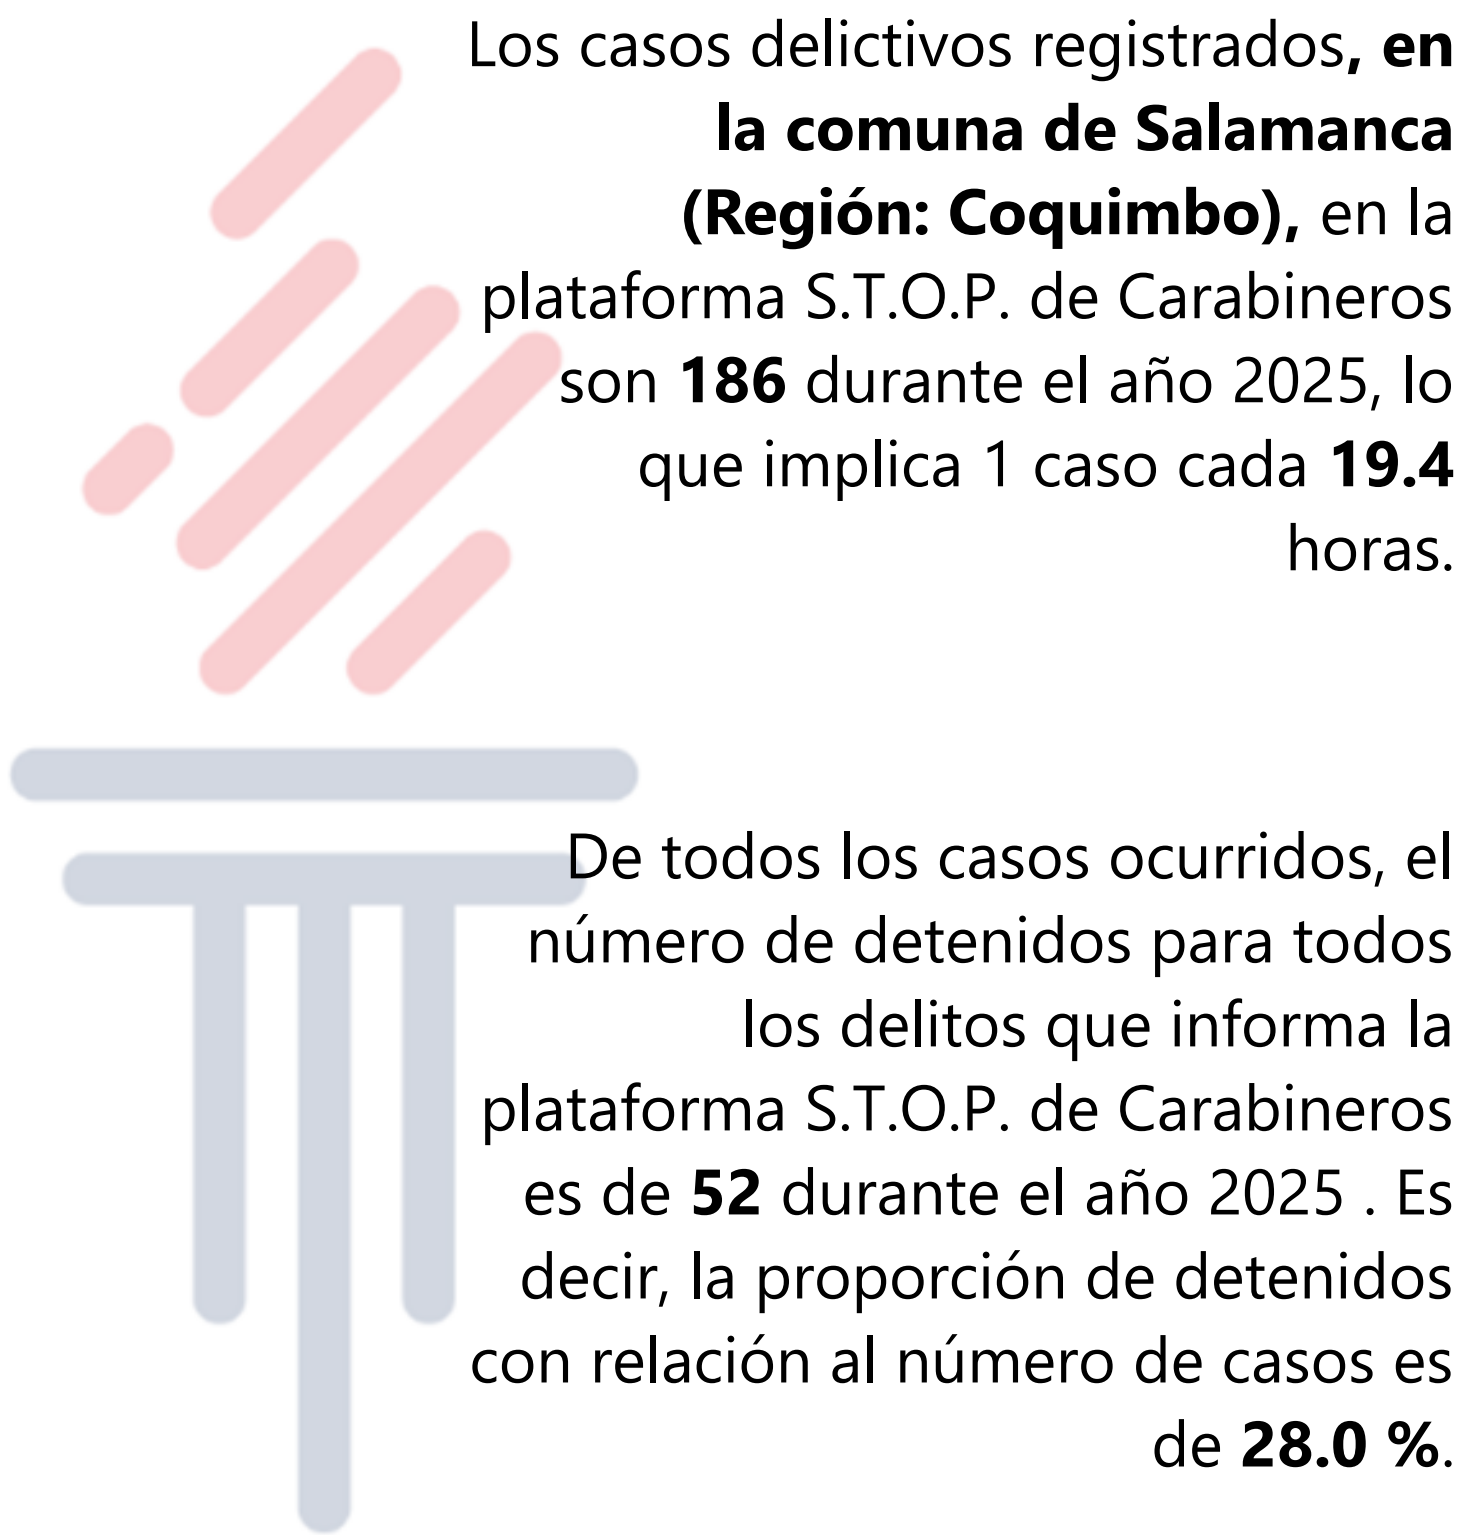 Los casos delictivos registrados, en
la comuna de Salamanca
(Región: Coquimbo), en la
plataforma S.T.O.P. de Carabineros
son 186 durante el año 2025, lo
que implica 1 caso cada 19.4
horas.
De todos los casos ocurridos, el
número de detenidos para todos
los delitos que informa la
plataforma S.T.O.P. de Carabineros
es de 52 durante el año 2025 . Es
decir, la proporción de detenidos
con relación al número de casos es
de 28.0 %.